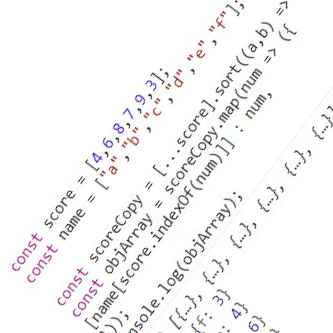 const score = [4,6,8,7,9,3];
const name = ["a","b","c","d","e","f"];
const scoreCopy = [...score].sort((a,b) =>
const objArray = scoreCopy.map(num => ({
[name[score.indexOf(num)]] : num,
}));
nsole.log(objArray);
[{…}, {…}, {…}, {…}, {…}, {…}]
f: 3}
: 4}
6}